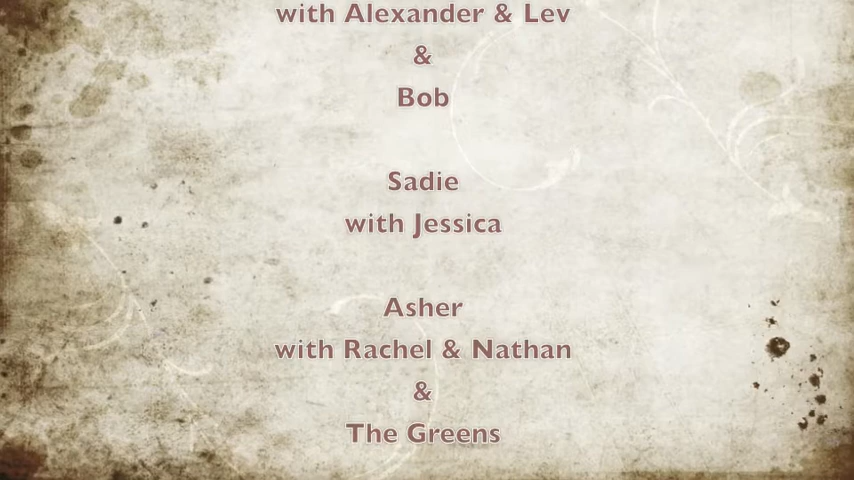 with Alexander & Lev
&
Bob
Sadie
with Jessica
Asher
with Rachel & Nathan
&
The Greens